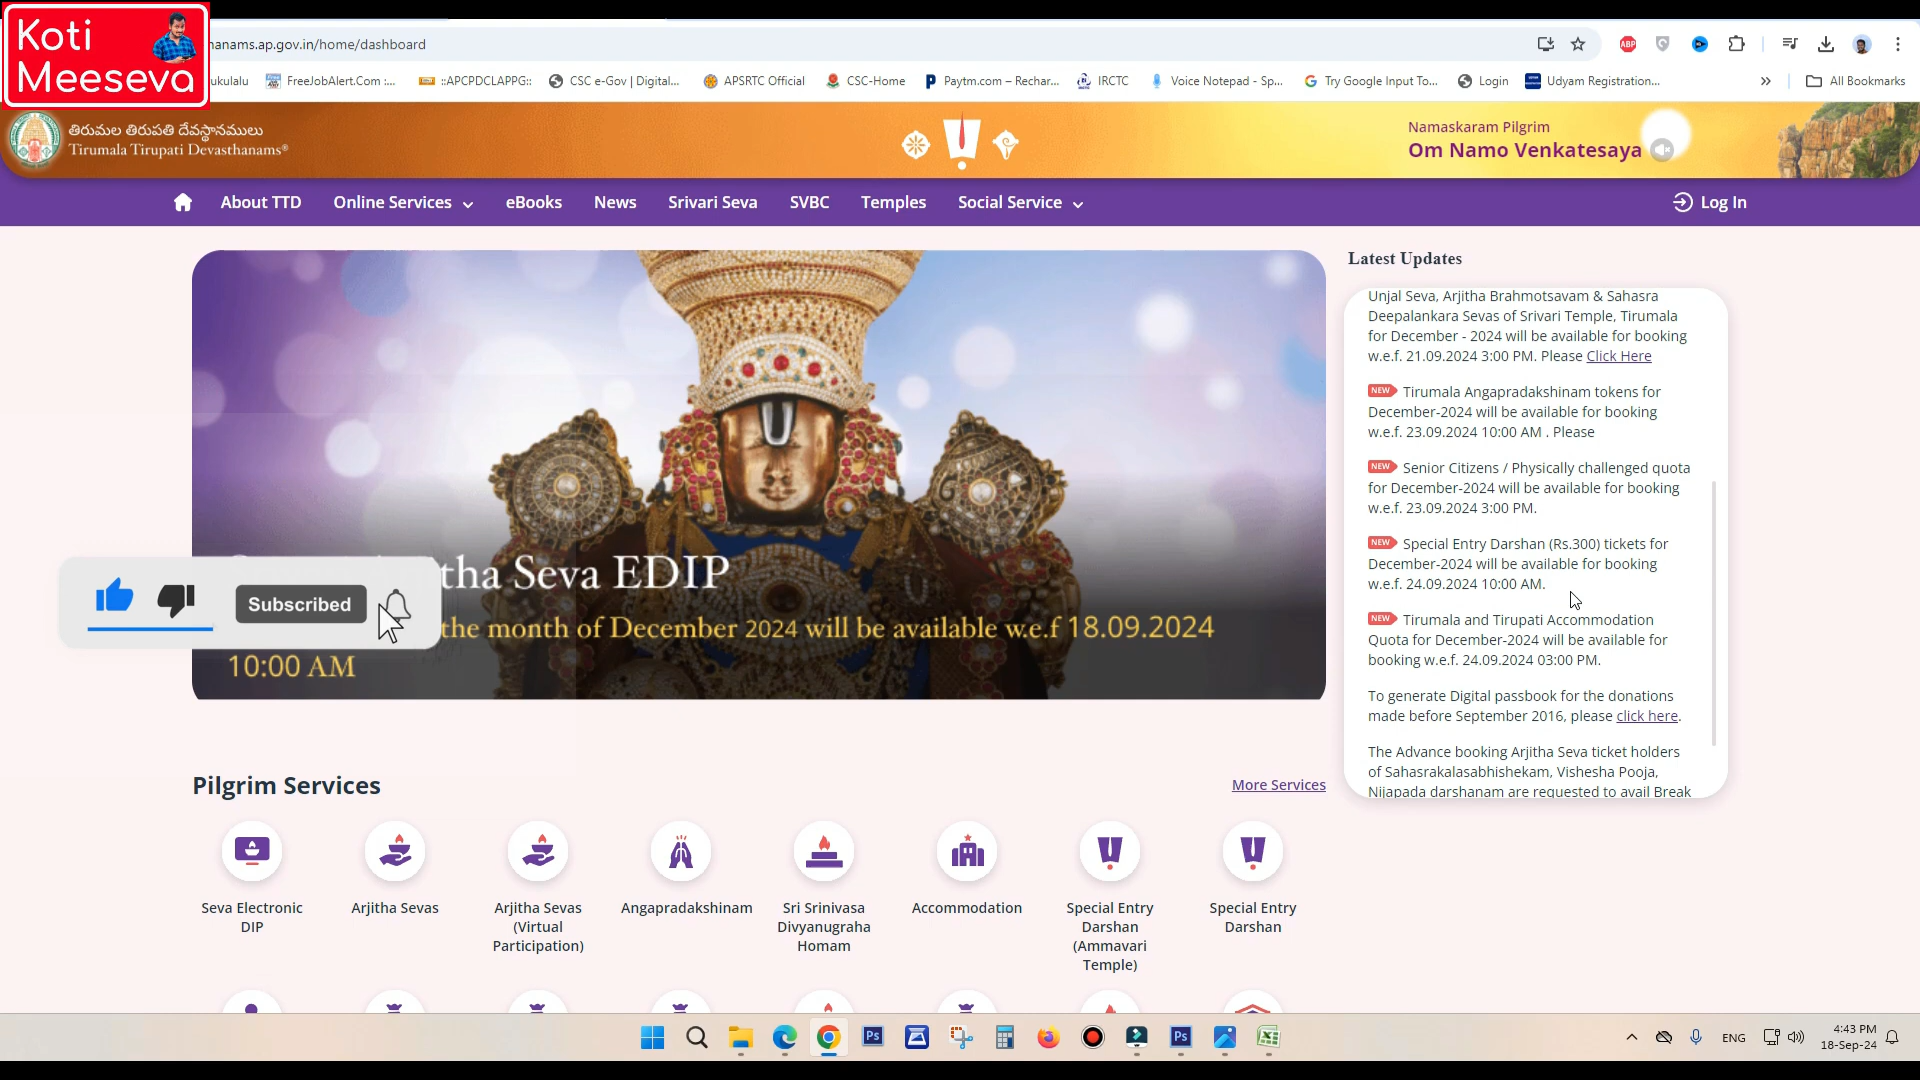 Koti
Meeseva
nanams.ap.gov.in/home/dashboard
ABP
ukulalu
FreeJobAlert.Com :...
::APCPDCLAPPG::
CSC e-Gov | Digital...
APSRTC Official
CSC-Home
Paytm.com – Rechar...
IRCTC
Voice Notepad - Sp...
Try Google Input To...
Login
Udyam Registration...
»
All Bookmarks
తిరుమల తిరుపతి దేవస్థానములు
Tirumala Tirupati Devasthanams®
Namaskaram Pilgrim
Om Namo Venkatesaya
About TTD
Online Services
eBooks
News
Srivari Seva
SVBC
Temples
Social Service
Log In
tha Seva EDIP
the month of December 2024 will be available w.e.f 18.09.2024
10:00 AM
Subscribed
Latest Updates
Unjal Seva, Arjitha Brahmotsavam & Sahasra
Deepalankara Sevas of Srivari Temple, Tirumala
for December - 2024 will be available for booking
w.e.f. 21.09.2024 3:00 PM. Please Click Here
NEW Tirumala Angapradakshinam tokens for
December-2024 will be available for booking
w.e.f. 23.09.2024 10:00 AM . Please
NEW Senior Citizens / Physically challenged quota
for December-2024 will be available for booking
w.e.f. 23.09.2024 3:00 PM.
NEW Special Entry Darshan (Rs.300) tickets for
December-2024 will be available for booking
w.e.f. 24.09.2024 10:00 AM.
NEW Tirumala and Tirupati Accommodation
Quota for December-2024 will be available for
booking w.e.f. 24.09.2024 03:00 PM.
To generate Digital passbook for the donations
made before September 2016, please click here.
The Advance booking Arjitha Seva ticket holders
of Sahasrakalasabhishekam, Vishesha Pooja,
Nijapada darshanam are requested to avail Break
Pilgrim Services
More Services
Seva Electronic
DIP
Arjitha Sevas
Arjitha Sevas
(Virtual
Participation)
Angapradakshinam
Sri Srinivasa
Divyanugraha
Homam
Accommodation
Special Entry
Darshan
(Ammavari
Temple)
Special Entry
Darshan
Ps
Ps
ENG
4:43 PM
18-Sep-24